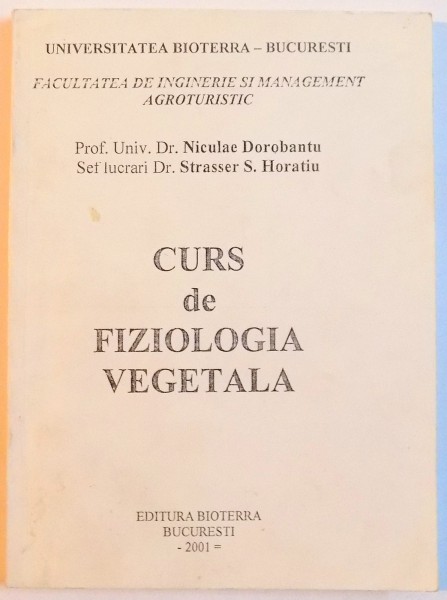 UNIVERSITATEA BIOTERRA – BUCURESTI
FACULTATEA DE INGINERIE SI MANAGEMENT
AGROTURISTIC
Prof. Univ. Dr. Niculae Dorobantu
Sef lucrari Dr. Strasser S. Horatiu
CURS
de
FIZIOLOGIA
VEGETALA
EDITURA BIOTERRA
BUCURESTI
- 2001 =